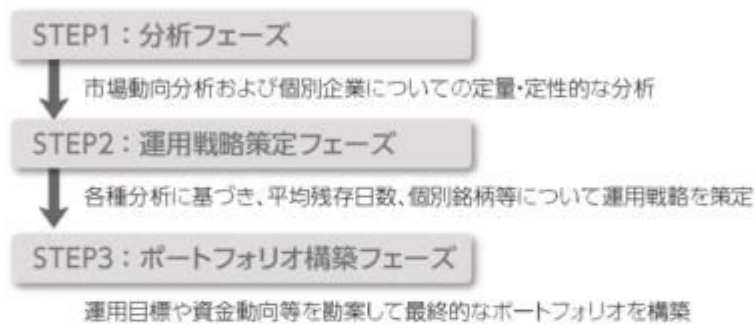 STEP1：分析フェーズ
市場動向分析および個別企業についての定量・定性的な分析
STEP2：運用戦略策定フェーズ
各種分析に基づき、平均残存日数、個別銘柄等について運用戦略を策定
STEP3：ポートフォリオ構築フェーズ
運用目標や資金動向等を勘案して最終的なポートフォリオを構築